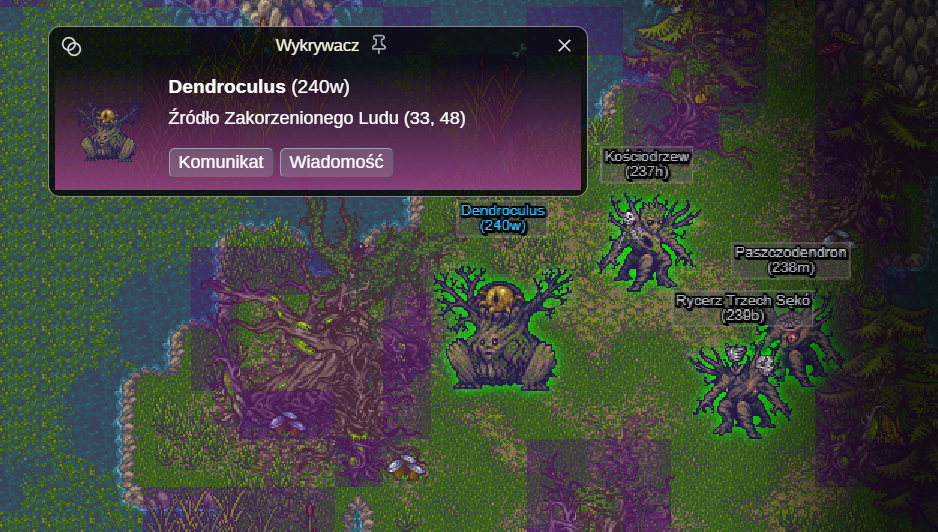 Wykrywacz
Dendroculus (240w)
Źródło Zakorzenionego Ludu (33, 48)
Komunikat
Wiadomość
Kościodrzew
(237h)
Dendroculus
(240w)
Paszczodendron
(238m)
Rycerz Trzech Sękó
(239b)